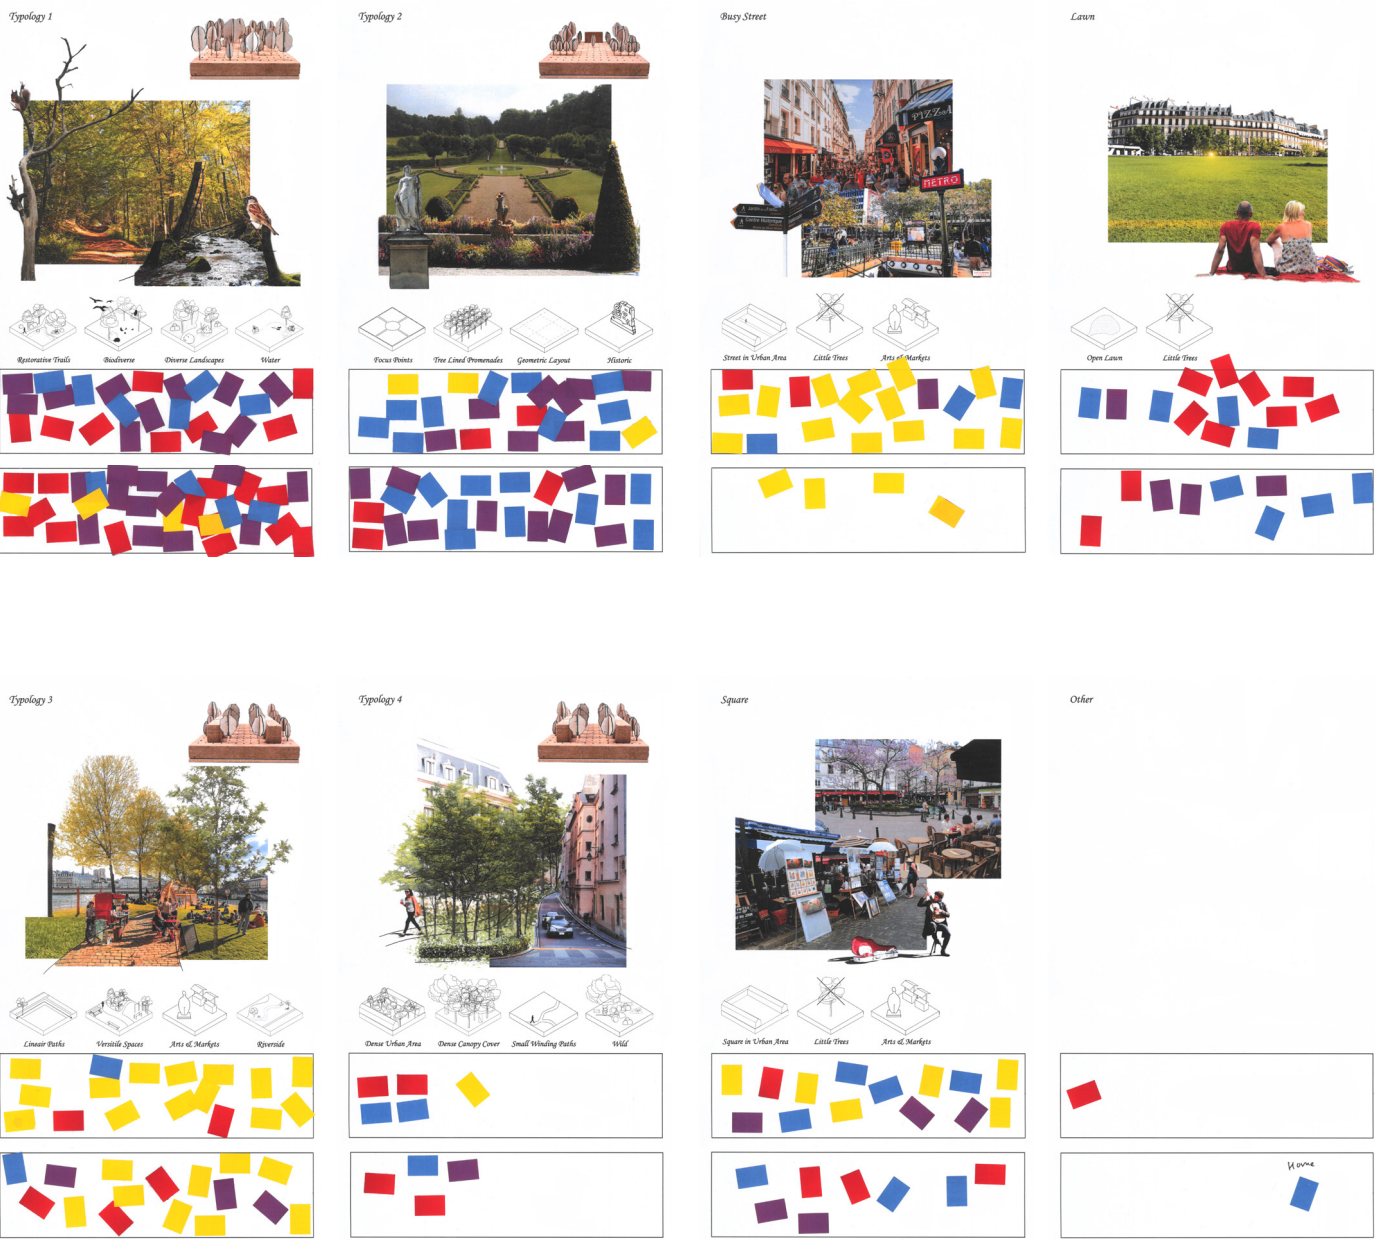 Typology 1
Typology 2
Busy Street
Lawn
PIZZA
METRO
Centre Historique
Restorative Trails
Biodiverse
Diverse Landscapes
Water
Focus Points
Tree Lined Promenades
Geometric Layout
Historic
Street in Urban Area
Little Trees
Arts & Markets
Open Lawn
Little Trees
Typology 3
Typology 4
Square
Other
Lineair Paths
Versitile Spaces
Arts & Markets
Riverside
Dense Urban Area
Dense Canopy Cover
Small Winding Paths
Wild
Square in Urban Area
Little Trees
Arts & Markets
Home